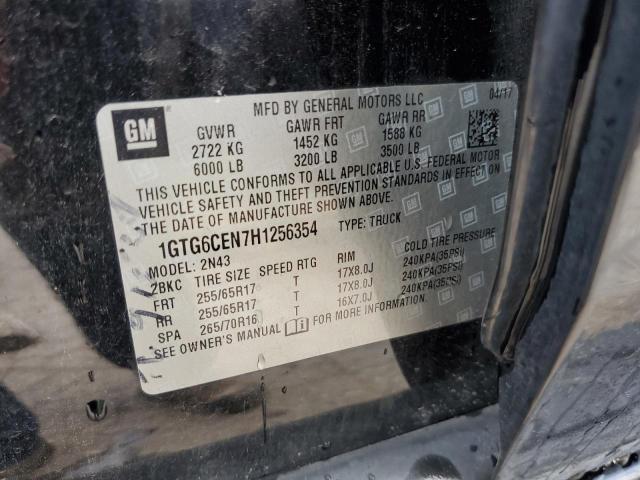 MFD BY GENERAL MOTORS LLC 04/17
GM
GVWR GAWR FRT GAWR RR
2722 KG 1452 KG 1588 KG
6000 LB 3200 LB 3500 LB
THIS VEHICLE CONFORMS TO ALL APPLICABLE U.S. FEDERAL MOTOR
VEHICLE SAFETY AND THEFT PREVENTION STANDARDS IN EFFECT ON
THE DATE OF MANUFACTURE SHOWN ABOVE.
1GTG6CEN7H1256354 TYPE: TRUCK
MODEL: 2N43
2BKC TIRE SIZE SPEED RTG RIM COLD TIRE PRESSURE
FRT 255/65R17 T 17X8.0J 240KPA(35PSI)
RR 255/65R17 T 17X8.0J 240KPA(35PSI)
SPA 265/70R16 T 16X7.0J 240KPA(35PSI)
SEE OWNER'S MANUAL FOR MORE INFORMATION.